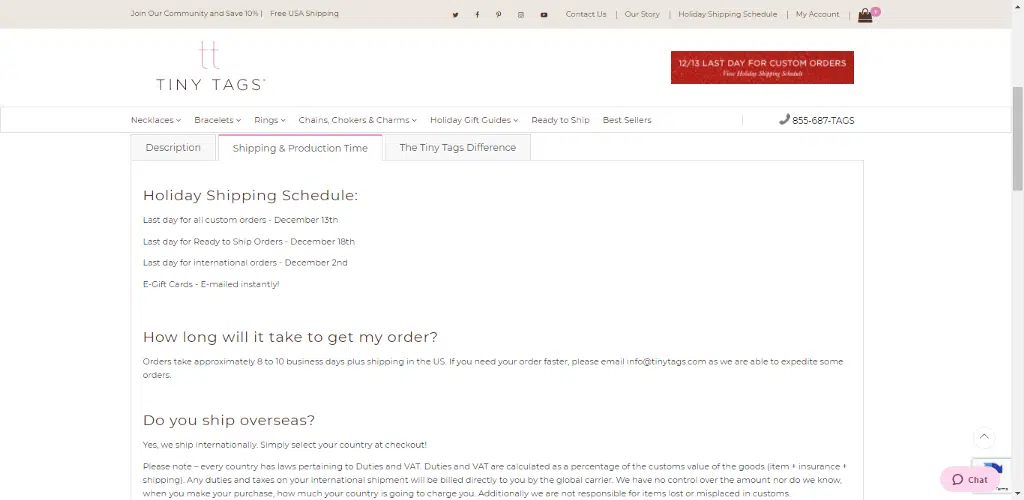 Join Our Community and Save 10% | Free USA Shipping
Contact Us | Our Story | Holiday Shipping Schedule | My Account |
tt
TINY TAGS
12/13 LAST DAY FOR CUSTOM ORDERS
View Holiday Shipping Schedule
Necklaces Bracelets Rings Chains, Chokers & Charms Holiday Gift Guides Ready to Ship Best Sellers
855-687-TAGS
Description Shipping & Production Time The Tiny Tags Difference
Holiday Shipping Schedule:
Last day for all custom orders - December 13th
Last day for Ready to Ship Orders - December 18th
Last day for international orders - December 2nd
E-Gift Cards - E-mailed instantly!
How long will it take to get my order?
Orders take approximately 8 to 10 business days plus shipping in the US. If you need your order faster, please email info@tinytags.com as we are able to expedite some
orders.
Do you ship overseas?
Yes, we ship internationally. Simply select your country at checkout!
Please note – every country has laws pertaining to Duties and VAT. Duties and VAT are calculated as a percentage of the customs value of the goods (item + insurance +
shipping). Any duties and taxes on your international shipment will be billed directly to you by the global carrier. We have no control over the amount nor do we know,
when you make your purchase, how much your country is going to charge you. Additionally we are not responsible for items lost or misplaced in customs.
Chat